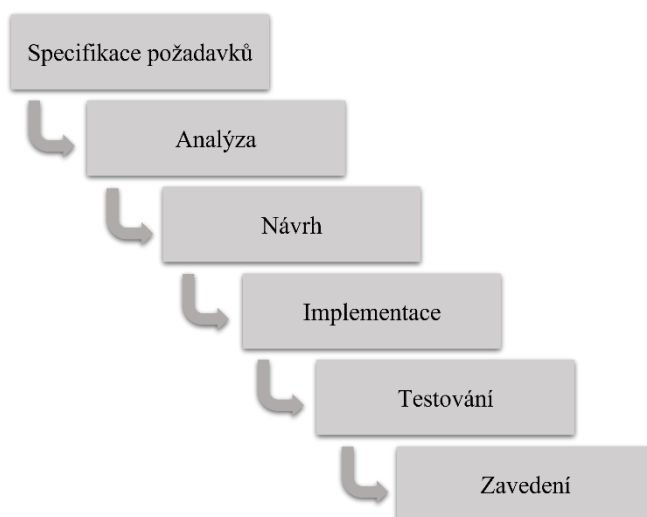 Specifikace požadavků
Analýza
Návrh
Implementace
Testování
Zavedení